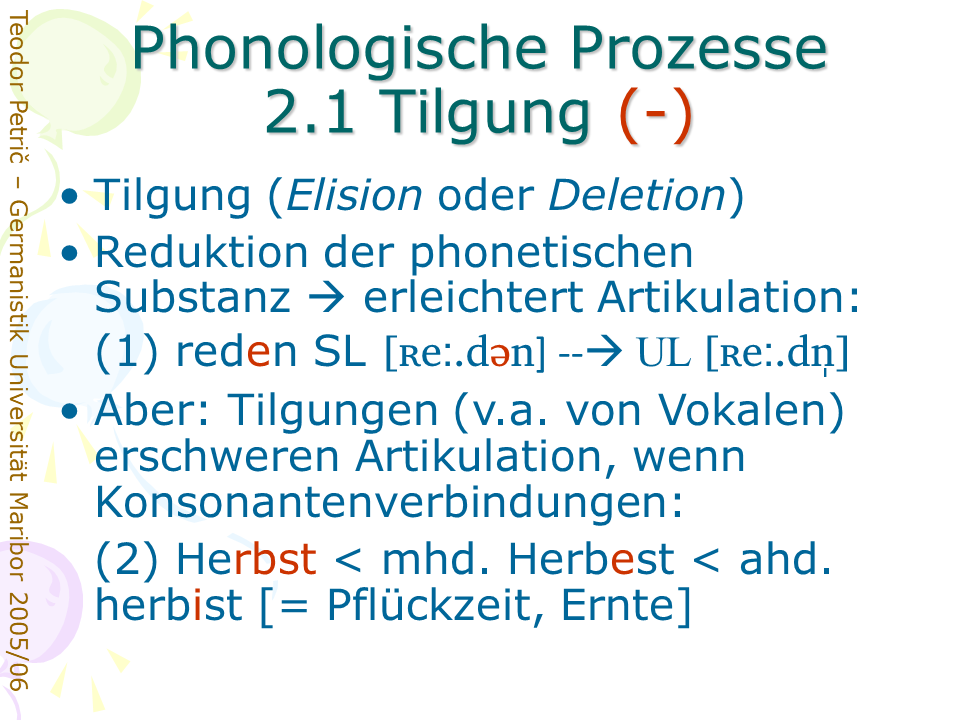 Phonologische Prozesse
2.1 Tilgung (-)
• Tilgung (Elision oder Deletion)
• Reduktion der phonetischen
Substanz → erleichtert Artikulation:
(1) reden SL [ʀeː.dən] --→ UL [ʀeː.dn̩]
• Aber: Tilgungen (v.a. von Vokalen)
erschweren Artikulation, wenn
Konsonantenverbindungen:
(2) Herbst < mhd. Herbest < ahd.
herbist [= Pflückzeit, Ernte]
Teodor Petrič – Germanistik Universität Maribor 2005/06